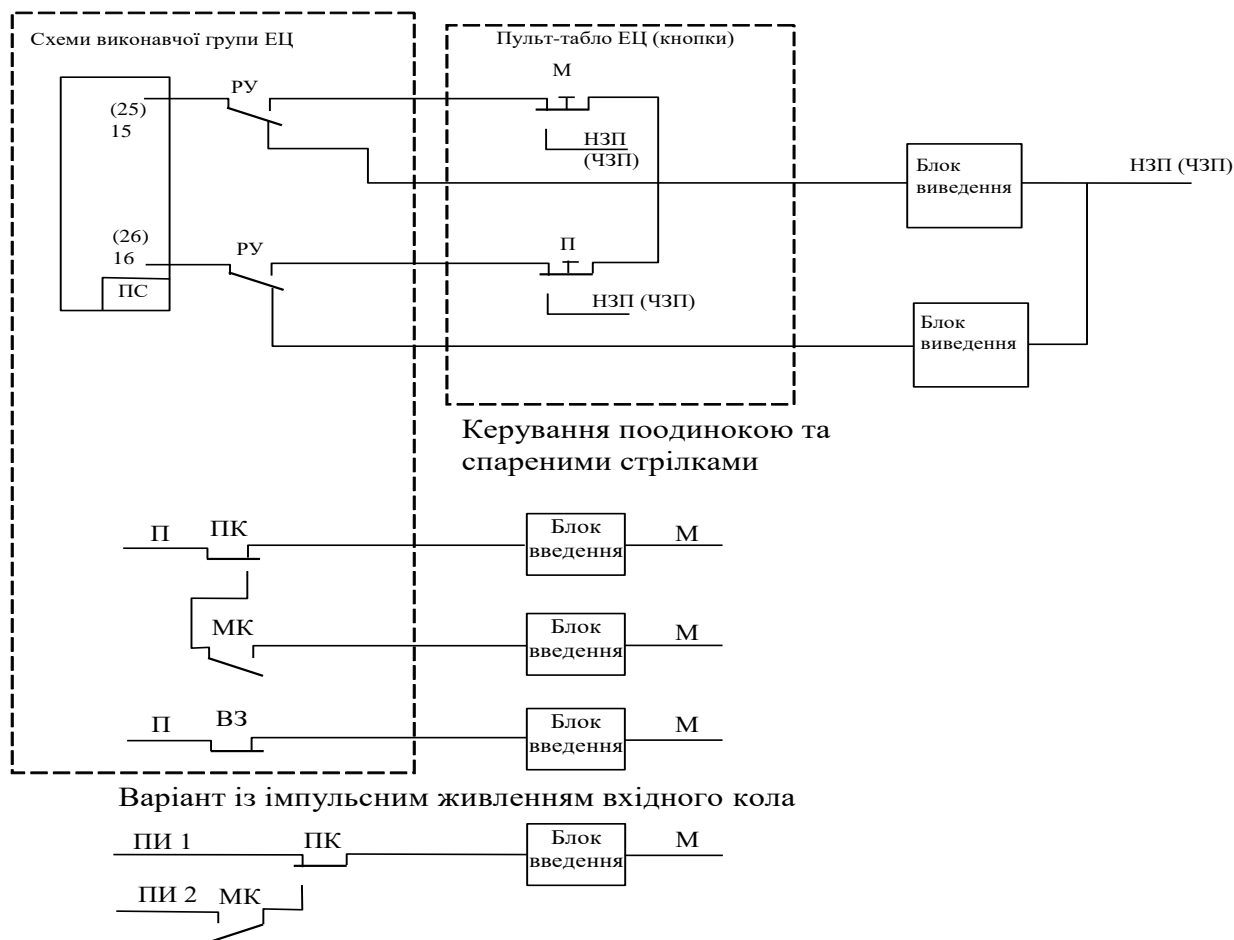 Схеми виконавчої групи ЕЦ
Пульт-табло ЕЦ (кнопки)
М
РУ
(25)
15
НЗП
(ЧЗП)
Блок
виведення
НЗП (ЧЗП)
(26)
16
РУ
П
ПС
НЗП (ЧЗП)
Блок
виведення
Керування поодинокою та
спареними стрілками
П
ПК
Блок
введення
М
МК
Блок
введення
М
П
ВЗ
Блок
введення
М
Варіант із імпульсним живленням вхідного кола
ПИ 1
ПК
Блок
введення
М
ПИ 2
МК